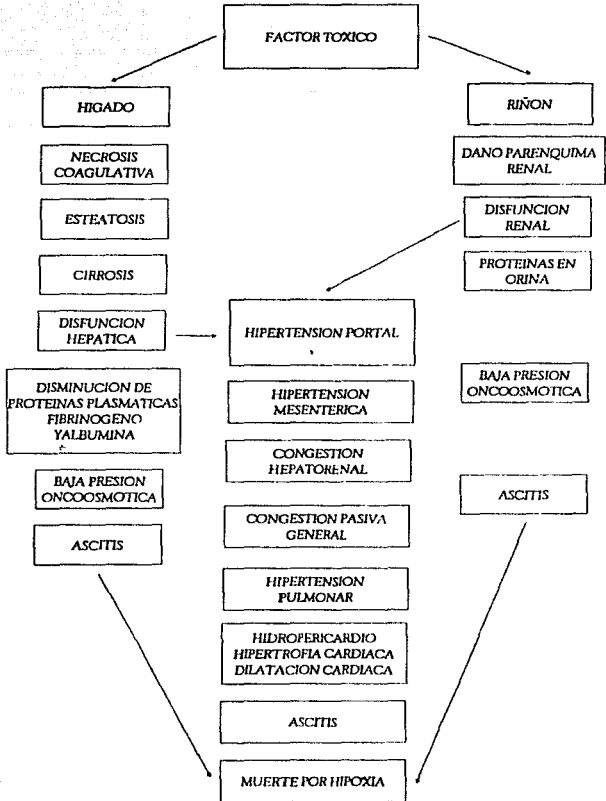 FACTOR TOXICO
HIGADO
NECROSIS
COAGULATIVA
ESTEATOSIS
CIRROSIS
DISFUNCION
HEPATICA
DISMINUCION DE
PROTEINAS PLASMATICAS
FIBRINOGENO
YALBUMINA
BAJA PRESION
ONCOOSMOTICA
ASCITIS
HIPERTENSION PORTAL
HIPERTENSION
MESENTERICA
CONGESTION
HEPATORENAL
CONGESTION PASIVA
GENERAL
HIPERTENSION
PULMONAR
HIDROPERICARDIO
HIPERTROFIA CARDIACA
DILATACION CARDIACA
ASCITIS
MUERTE POR HIPOXIA
RIÑON
DANO PARENQUIMA
RENAL
DISFUNCION
RENAL
PROTEINAS EN
ORINA
BAJA PRESION
ONCOOSMOTICA
ASCITIS